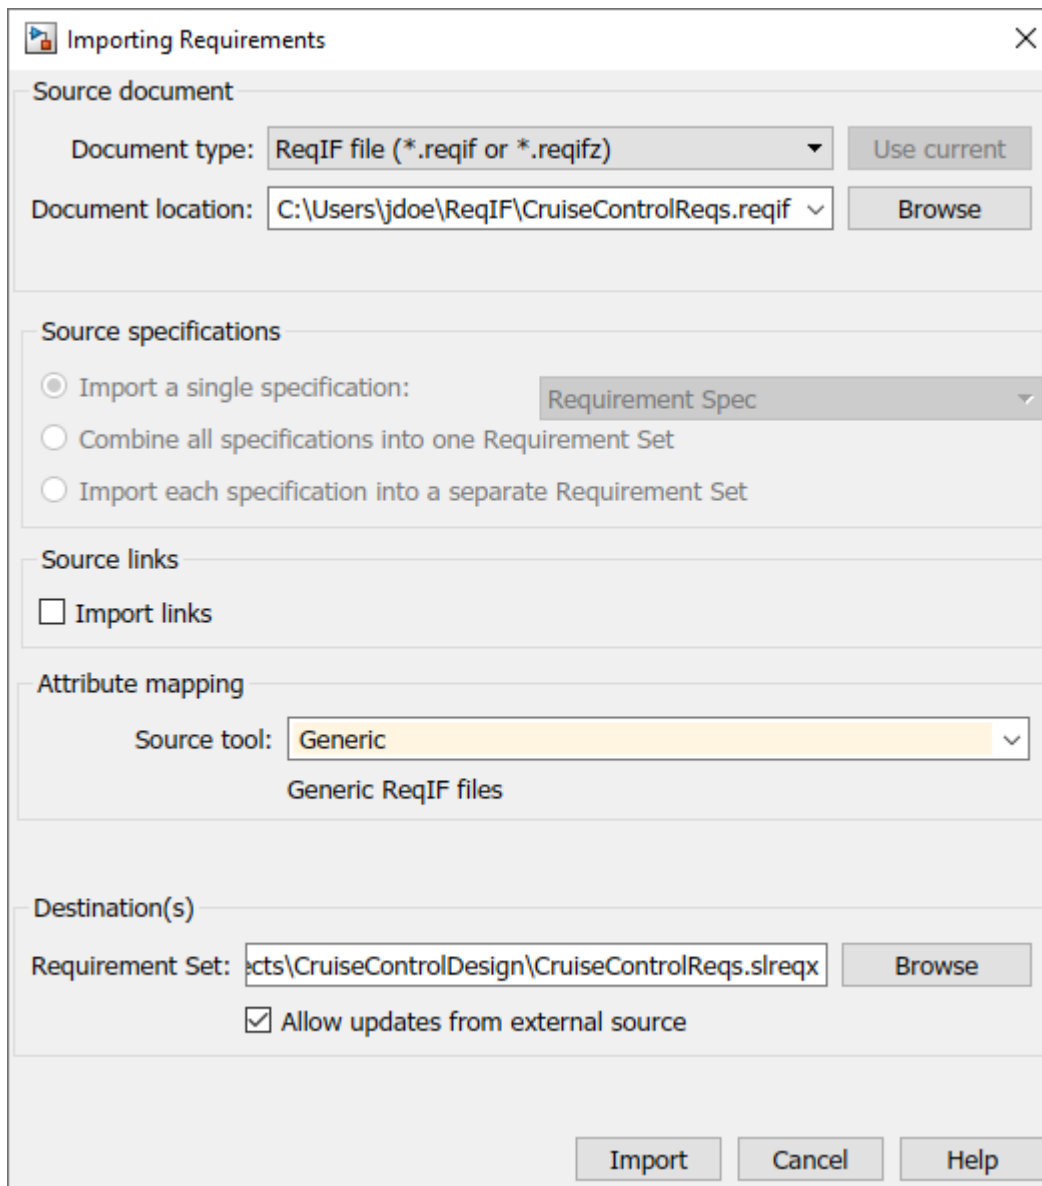 Importing Requirements
Source document
Document type: ReqIF file (*.reqif or *.reqifz) Use current
Document location: C:\Users\jdoe\ReqIF\CruiseControlReqs.reqif Browse
Source specifications
Import a single specification: Requirement Spec
Combine all specifications into one Requirement Set
Import each specification into a separate Requirement Set
Source links
Import links
Attribute mapping
Source tool: Generic
Generic ReqIF files
Destination(s)
Requirement Set: cts\CruiseControlDesign\CruiseControlReqs.slreqx Browse
Allow updates from external source
Import Cancel Help